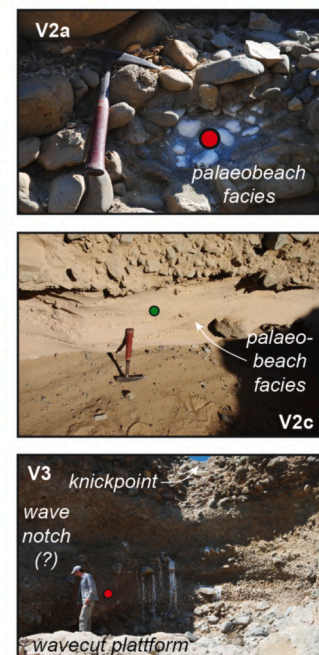 V2a
palaeobeach
facies
palaeo-
beach
facies
V2c
V3 knickpoint
wave
notch
(?)
wavecut plattform